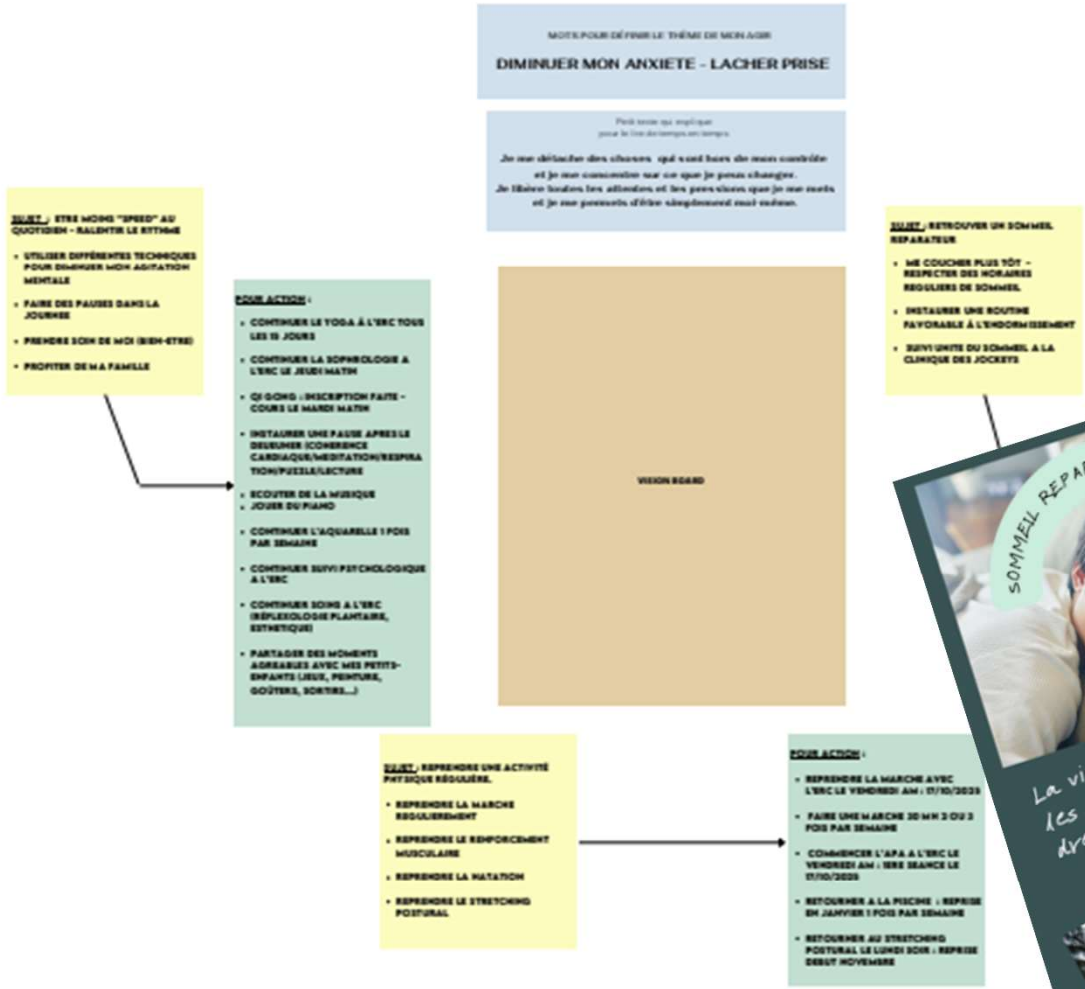 MOTS POUR DÉFINIR LE THÈME DE MON AGIR
DIMINUER MON ANXIETE - LACHER PRISE
Petit texte qui explique
pour le lire de temps en temps
Je me détache des choses qui sont hors de mon contrôle
et je me concentre sur ce que je peux changer.
Je libère toutes les attentes et les pressions que je me mets
et je me permets d'être simplement moi-même.
SUJET : ETRE MOINS "SPEED" AU
QUOTIDIEN - RALENTIR LE RYTHME
• UTILISER DIFFÉRENTES TECHNIQUES
POUR DIMINUER MON AGITATION
MENTALE
• FAIRE DES PAUSES DANS LA
JOURNEE
• PRENDRE SOIN DE MOI (BIEN-ETRE)
• PROFITER DE MA FAMILLE
POUR ACTION :
• CONTINUER LE YOGA À L'ERC TOUS
LES 15 JOURS
• CONTINUER LA SOPHROLOGIE A
L'ERC LE JEUDI MATIN
• QI GONG : INSCRIPTION FAITE -
COURS LE MARDI MATIN
• INSTAURER UNE PAUSE APRES LE
DEJEUNER (COHERENCE
CARDIAQUE/MEDITATION/RESPIRA
TION/PUZZLE/LECTURE
• ECOUTER DE LA MUSIQUE
• JOUER DU PIANO
• CONTINUER L'AQUARELLE 1 FOIS
PAR SEMAINE
• CONTINUER SUIVI PSYCHOLOGIQUE
A L'ERC
• CONTINUER SOINS A L'ERC
(RÉFLEXOLOGIE PLANTAIRE,
ESTHETIQUE)
• PARTAGER DES MOMENTS
AGREABLES AVEC MES PETITS-
ENFANTS (JEUX, PEINTURE,
GOÛTERS, SORTIES...)
VISION BOARD
SUJET : RETROUVER UN SOMMEIL
REPARATEUR
• ME COUCHER PLUS TÔT -
RESPECTER DES HORAIRES
REGULIERS DE SOMMEIL
• INSTAURER UNE ROUTINE
FAVORABLE À L'ENDORMISSEMENT
• SUIVI UNITE DU SOMMEIL A LA
CLINIQUE DES JOCKEYS
SOMMEIL REPA
La vi
les
dro
SUJET : REPRENDRE UNE ACTIVITÉ
PHYSIQUE RÉGULIÈRE.
• REPRENDRE LA MARCHE
REGULIEREMENT
• REPRENDRE LE RENFORCEMENT
MUSCULAIRE
• REPRENDRE LA NATATION
• REPRENDRE LE STRETCHING
POSTURAL
POUR ACTION :
• REPRENDRE LA MARCHE AVEC
L'ERC LE VENDREDI AM : 17/10/2025
• FAIRE UNE MARCHE 30 MN 2 OU 3
FOIS PAR SEMAINE
• COMMENCER L'APA A L'ERC LE
VENDREDI AM : 1ERE SEANCE LE
17/10/2025
• RETOURNER A LA PISCINE : REPRISE
EN JANVIER 1 FOIS PAR SEMAINE
• RETOURNER AU STRETCHING
POSTURAL LE LUNDI SOIR : REPRISE
DEBUT NOVEMBRE